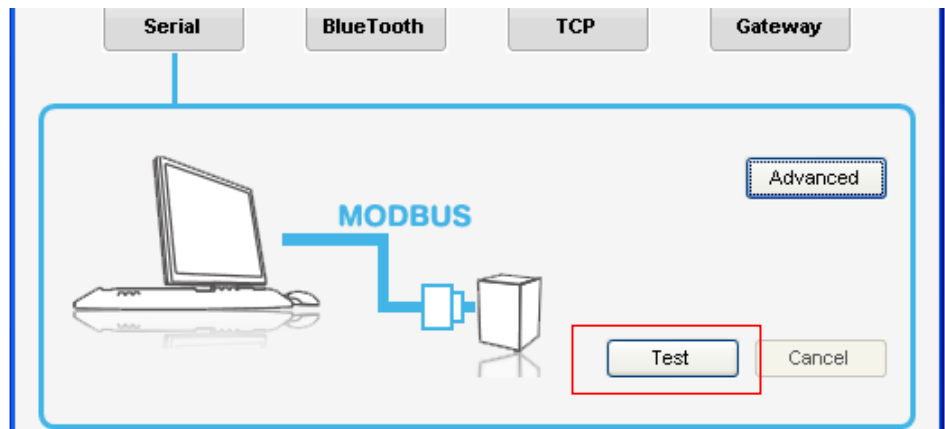 Serial
BlueTooth
TCP
Gateway
Advanced
MODBUS
Test
Cancel